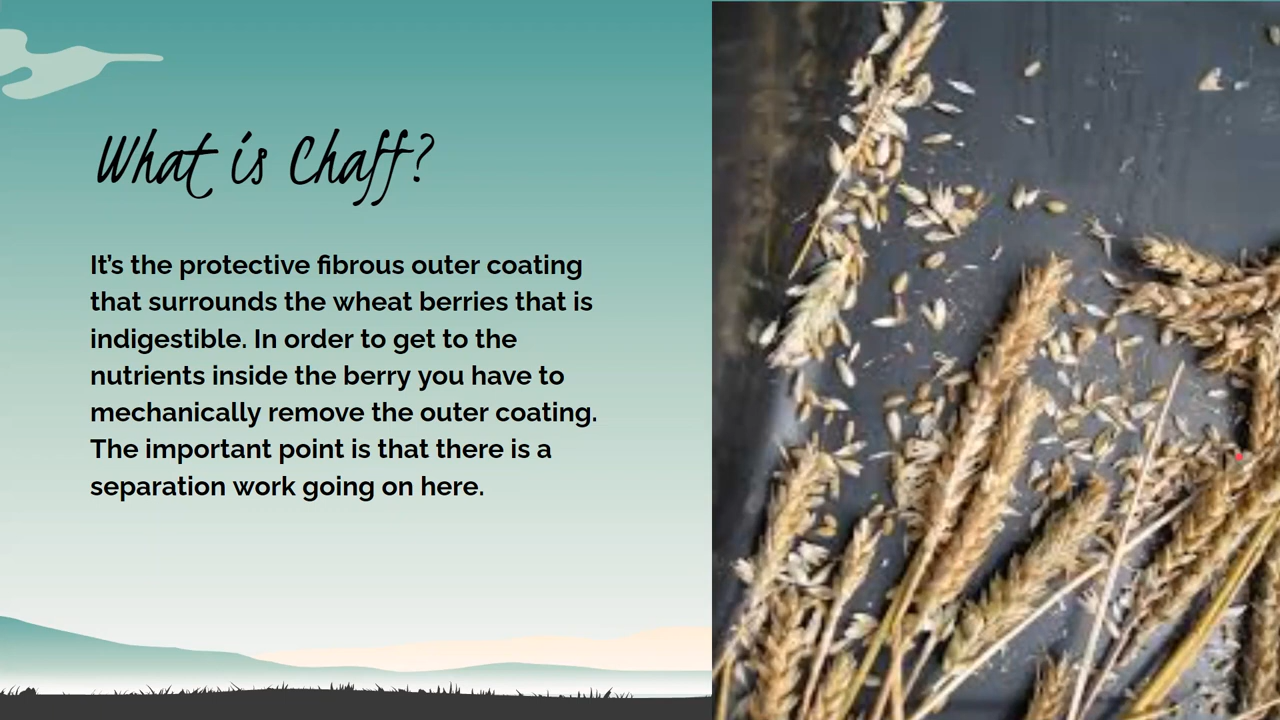 What is Chaff?
It's the protective fibrous outer coating
that surrounds the wheat berries that is
indigestible. In order to get to the
nutrients inside the berry you have to
mechanically remove the outer coating.
The important point is that there is a
separation work going on here.